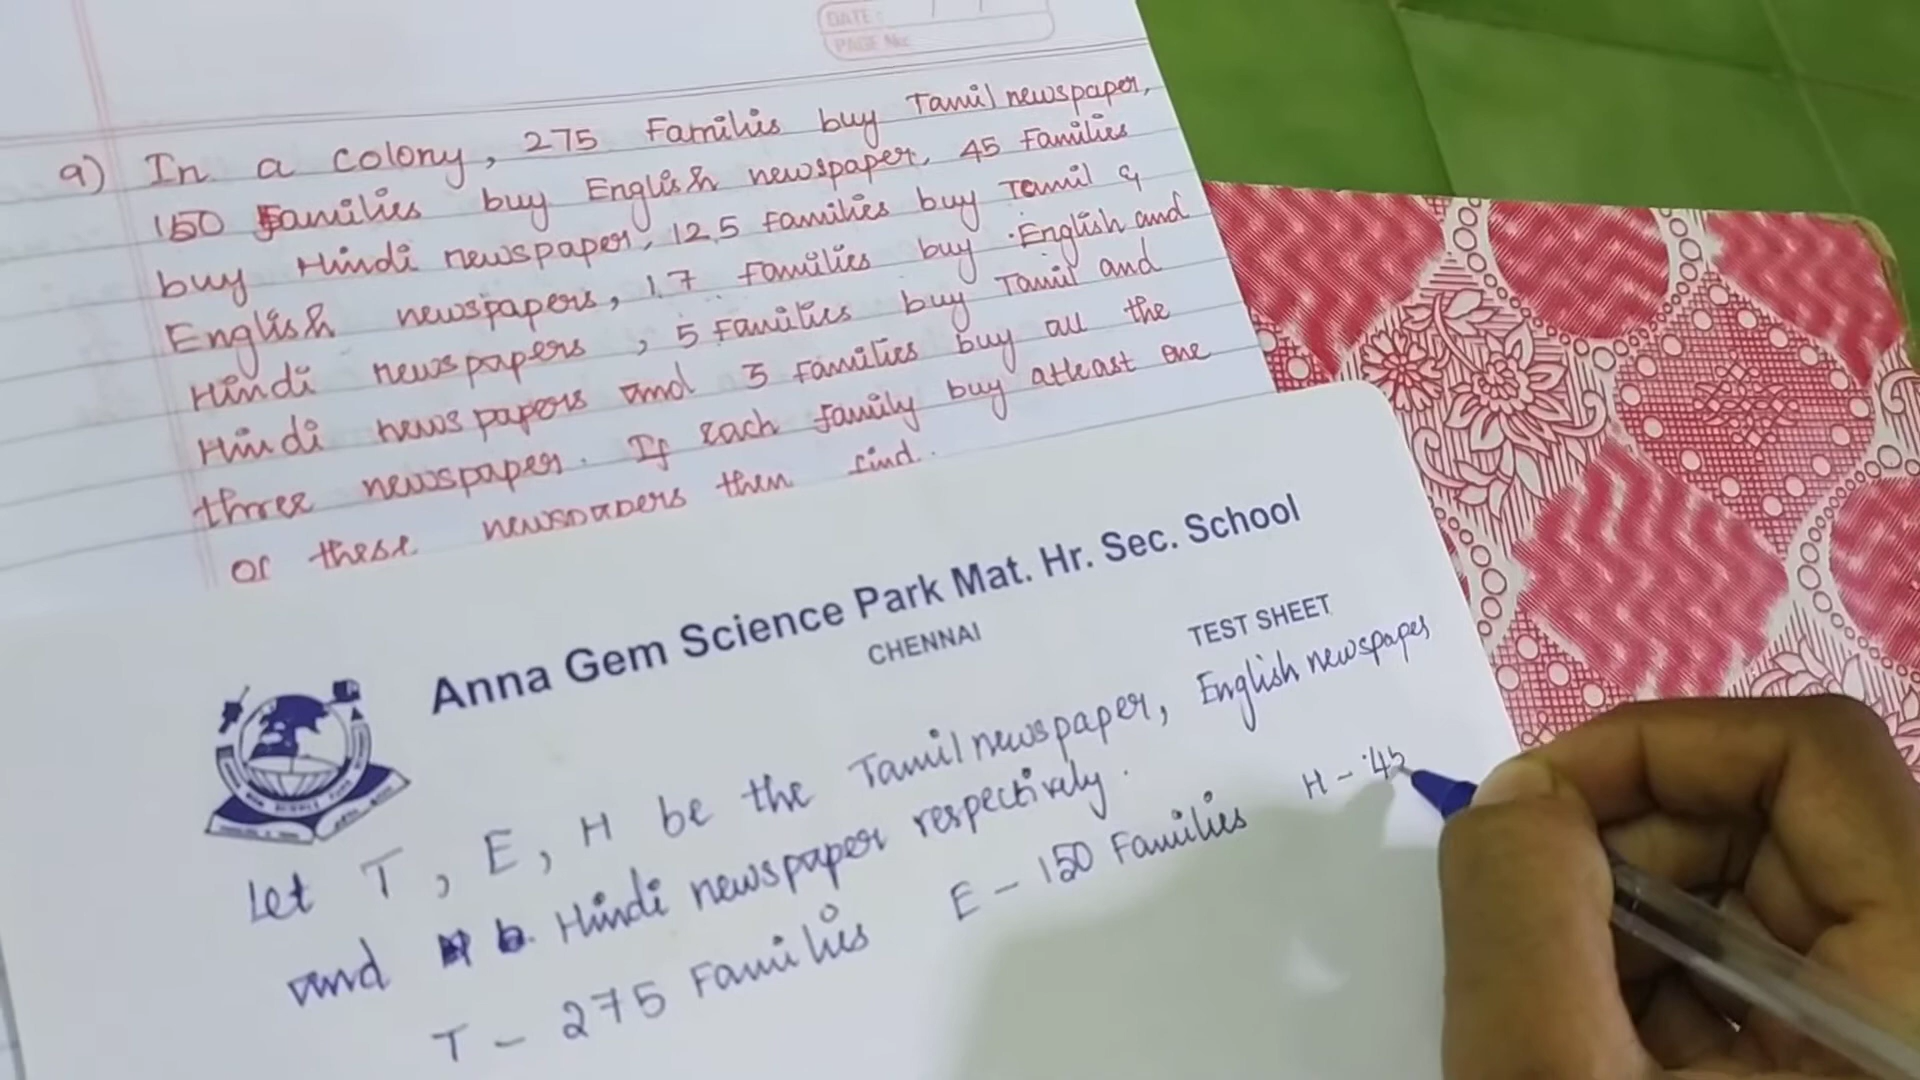 DATE :
PAGE No:
9) In a colony, 275 Families buy Tamil newspaper,
150 Families buy English newspaper, 45 Families
buy Hindi newspaper, 125 families buy Tamil &
English newspapers, 17 Families buy English and
Hindi newspapers, 5 Families buy Tamil and
Hindi newspapers and 3 Families buy all the
three newspaper. If each family buy atleast one
of these newspapers then find.
Anna Gem Science Park Mat. Hr. Sec. School
CHENNAI
TEST SHEET
Let T, E, H be the Tamil newspaper, English newspaper
and Hindi newspaper respectively.
T - 275 Families E - 150 Families H - 45